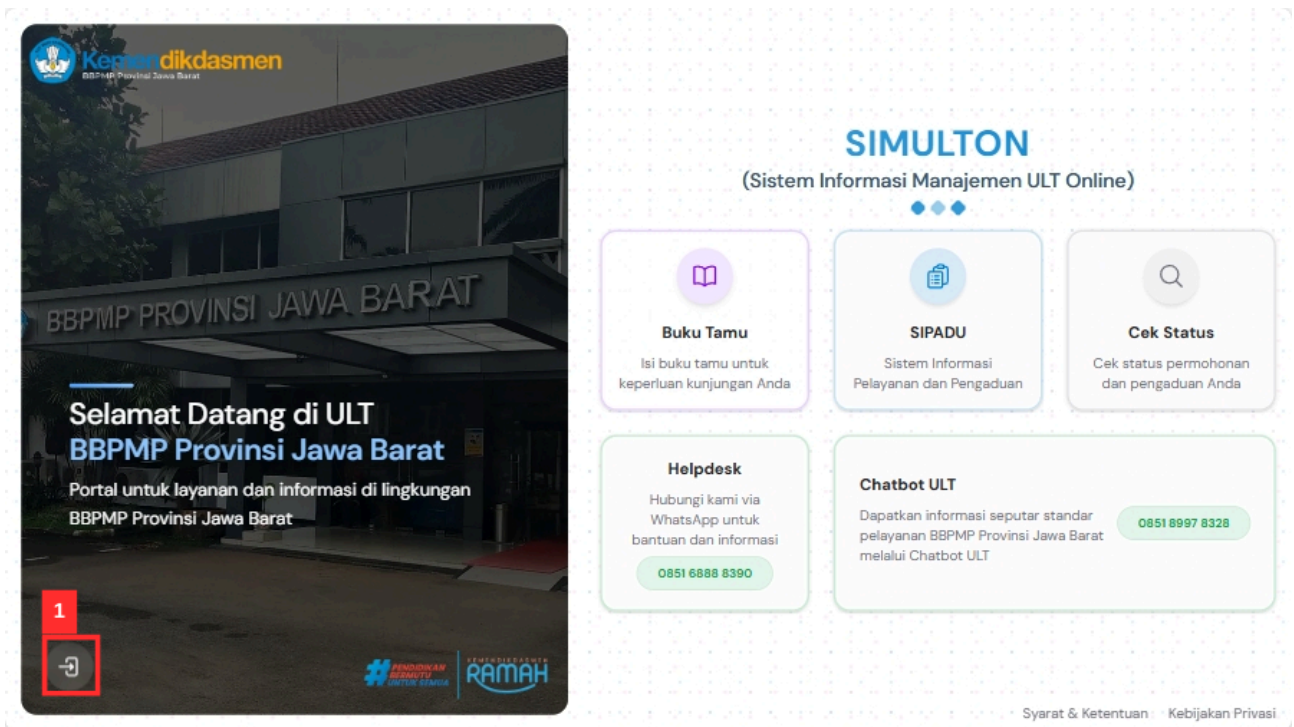 Kemendikdasmen
BBPMP Provinsi Jawa Barat
BBPMP PROVINSI JAWA BARAT
Selamat Datang di ULT
BBPMP Provinsi Jawa Barat
Portal untuk layanan dan informasi di lingkungan
BBPMP Provinsi Jawa Barat
1
#PENDIDIKAN
BERMUTU
UNTUK SEMUA
KEMENDIKDASMEN
RAMAH
SIMULTON
(Sistem Informasi Manajemen ULT Online)
Buku Tamu
Isi buku tamu untuk
keperluan kunjungan Anda
SIPADU
Sistem Informasi
Pelayanan dan Pengaduan
Cek Status
Cek status permohonan
dan pengaduan Anda
Helpdesk
Hubungi kami via
WhatsApp untuk
bantuan dan informasi
0851 6888 8390
Chatbot ULT
Dapatkan informasi seputar standar
pelayanan BBPMP Provinsi Jawa Barat
melalui Chatbot ULT
0851 8997 8328
Syarat & Ketentuan
Kebijakan Privasi